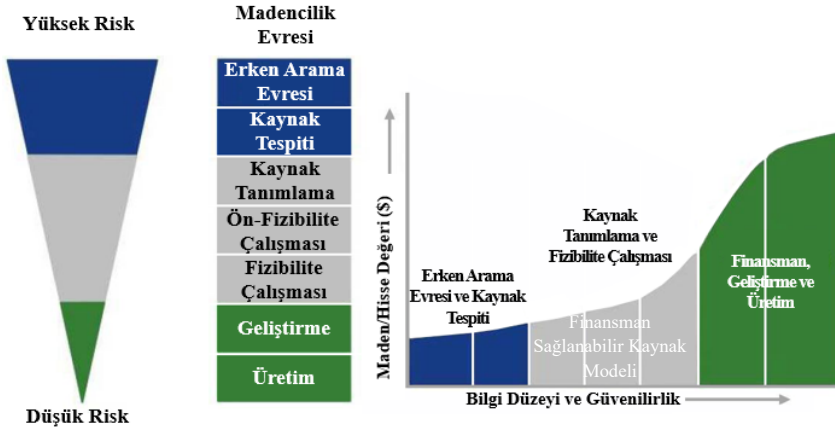 Yüksek Risk
Düşük Risk
Madencilik
Evresi
Erken Arama
Evresi
Kaynak
Tespiti
Kaynak
Tanımlama
Ön-Fizibilite
Çalışması
Fizibilite
Çalışması
Geliştirme
Üretim
Maden/Hisse Değeri ($)
Erken Arama
Evresi ve Kaynak
Tespiti
Kaynak
Tanımlama ve
Fizibilite Çalışması
Finansman
Sağlanabilir Kaynak
Modeli
Finansman,
Geliştirme ve
Üretim
Bilgi Düzeyi ve Güvenilirlik